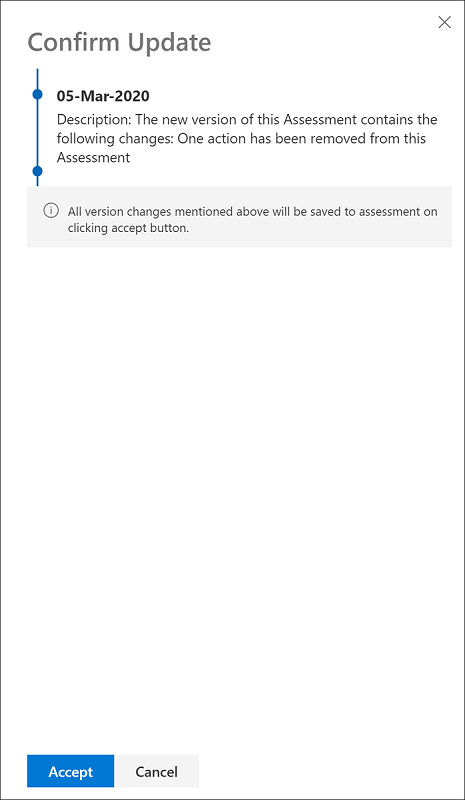 Confirm Update
05-Mar-2020
Description: The new version of this Assessment contains the
following changes: One action has been removed from this
Assessment
All version changes mentioned above will be saved to assessment on
clicking accept button.
Accept
Cancel